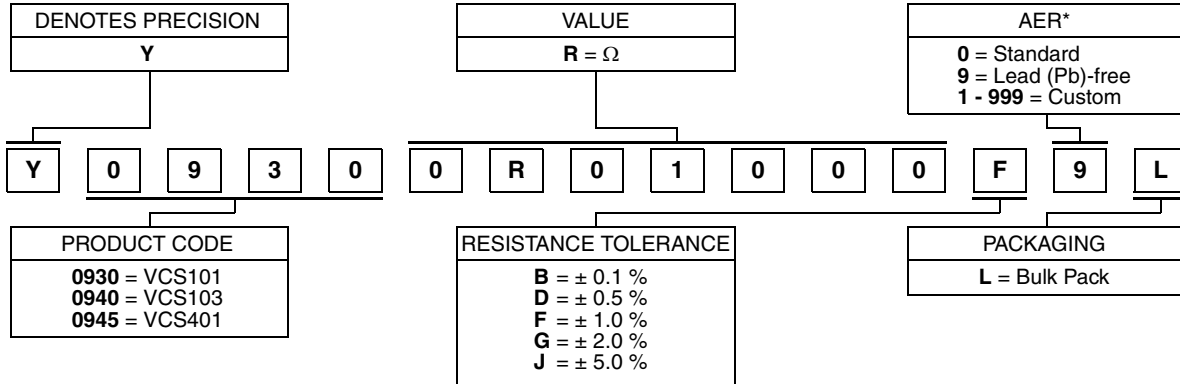 DENOTES PRECISION
Y
VALUE
R = Ω
AER*
0 = Standard
9 = Lead (Pb)-free
1 - 999 = Custom
Y 0 9 3 0 0 R 0 1 0 0 0 F 9 L
PRODUCT CODE
0930 = VCS101
0940 = VCS103
0945 = VCS401
RESISTANCE TOLERANCE
B = ± 0.1 %
D = ± 0.5 %
F = ± 1.0 %
G = ± 2.0 %
J = ± 5.0 %
PACKAGING
L = Bulk Pack